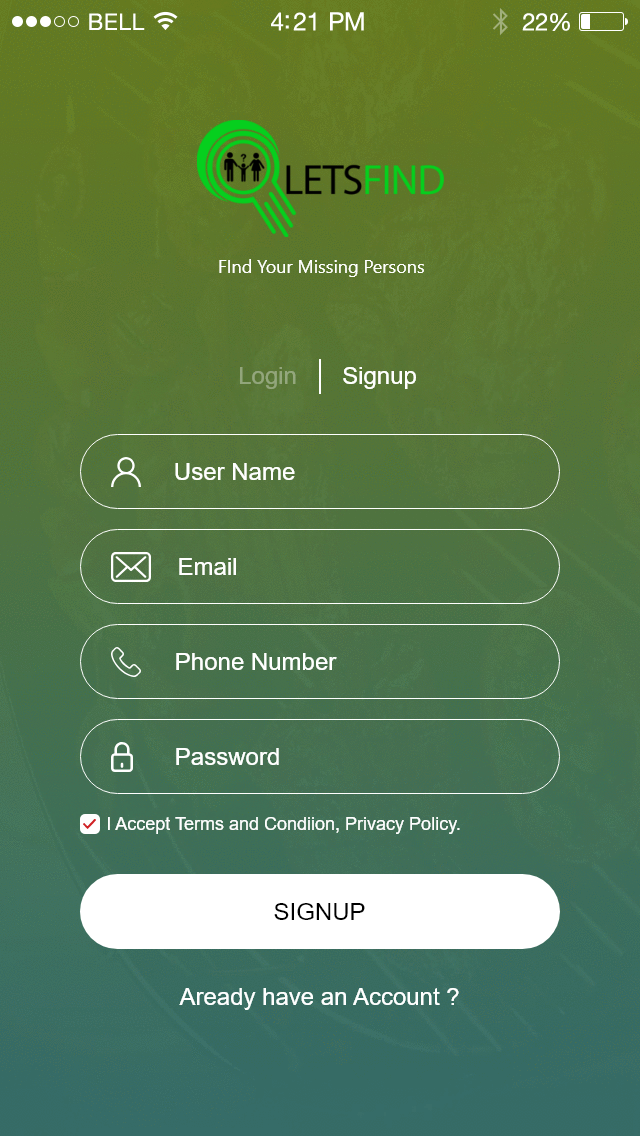 BELL 4:21 PM 22%
?
LETSFIND
FInd Your Missing Persons
Login | Signup
User Name
Email
Phone Number
Password
I Accept Terms and Condiion, Privacy Policy.
SIGNUP
Aready have an Account ?